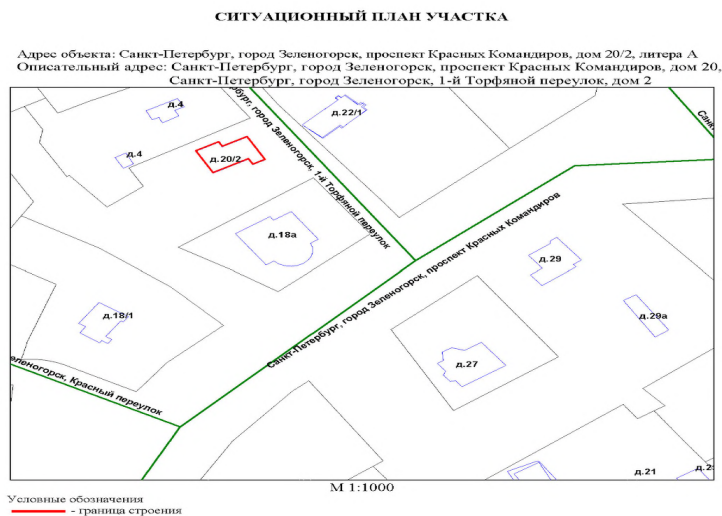 СИТУАЦИОННЫЙ ПЛАН УЧАСТКА
Адрес объекта: Санкт-Петербург, город Зеленогорск, проспект Красных Командиров, дом 20/2, литера А
Описательный адрес: Санкт-Петербург, город Зеленогорск, проспект Красных Командиров, дом 20,
Санкт-Петербург, город Зеленогорск, 1-й Торфяной переулок, дом 2
д.4
д.22/1
рбург, город Зеленогорск, 1-й Торфяной переулок
Санкт
д.4
д.20/2
д.18а
Санкт-Петербург, город Зеленогорск, проспект Красных Командиров
д.29
д.18/1
д.29а
д.27
еленогорск, Красный переулок
д.21
М 1:1000
Условные обозначения
- граница строения